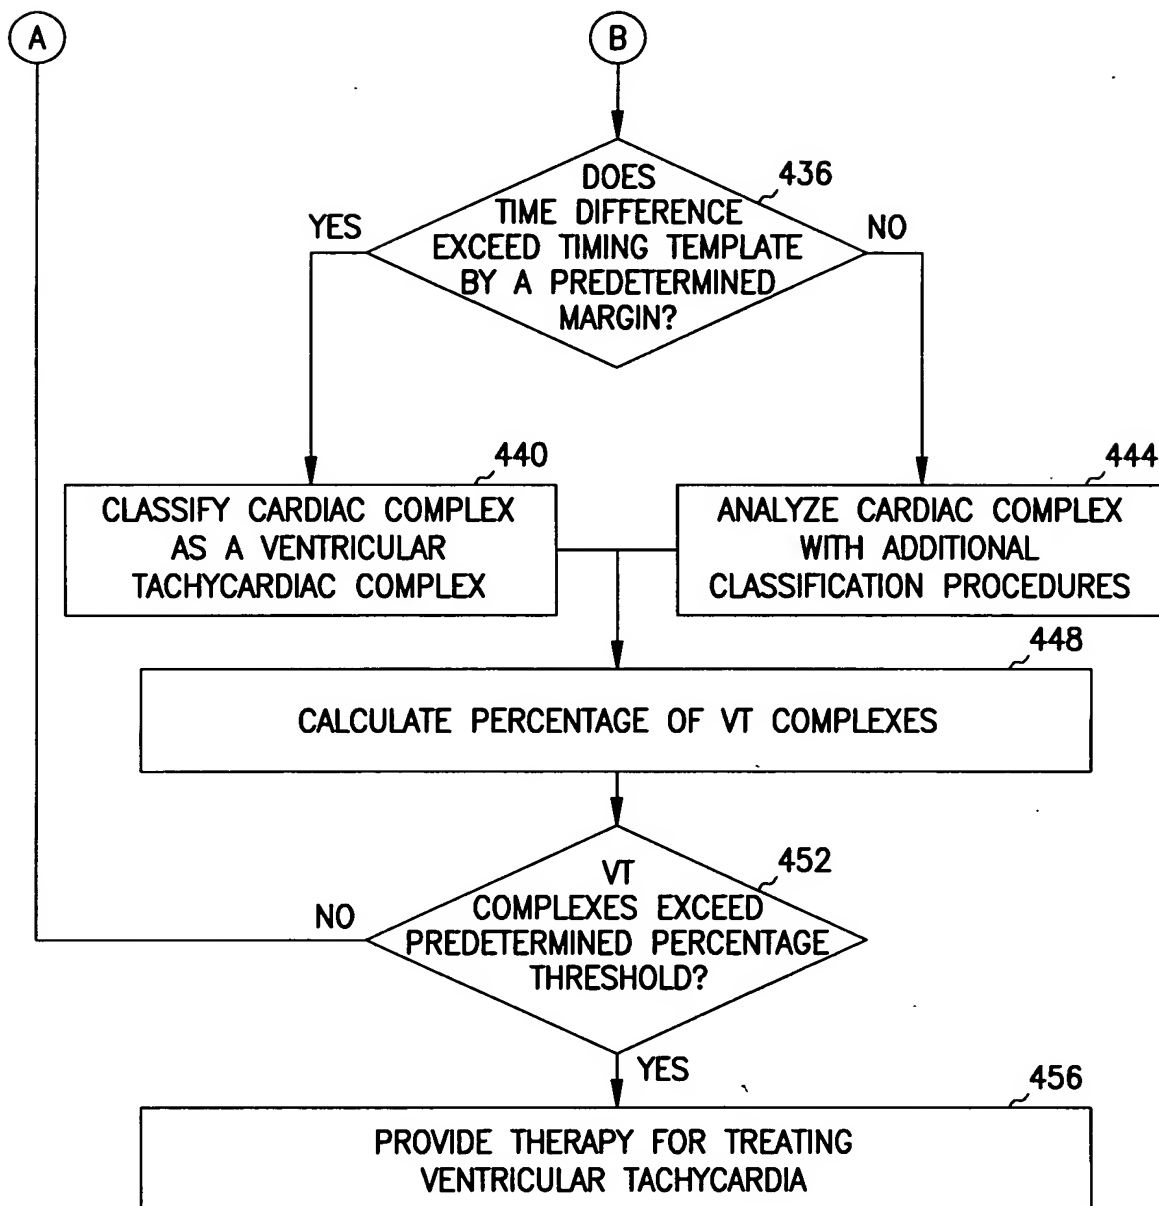 A
B
436
DOES
TIME DIFFERENCE
EXCEED TIMING TEMPLATE
BY A PREDETERMINED
MARGIN?
YES
NO
440
CLASSIFY CARDIAC COMPLEX
AS A VENTRICULAR
TACHYCARDIAC COMPLEX
444
ANALYZE CARDIAC COMPLEX
WITH ADDITIONAL
CLASSIFICATION PROCEDURES
448
CALCULATE PERCENTAGE OF VT COMPLEXES
452
VT
COMPLEXES EXCEED
PREDETERMINED PERCENTAGE
THRESHOLD?
NO
YES
456
PROVIDE THERAPY FOR TREATING
VENTRICULAR TACHYCARDIA